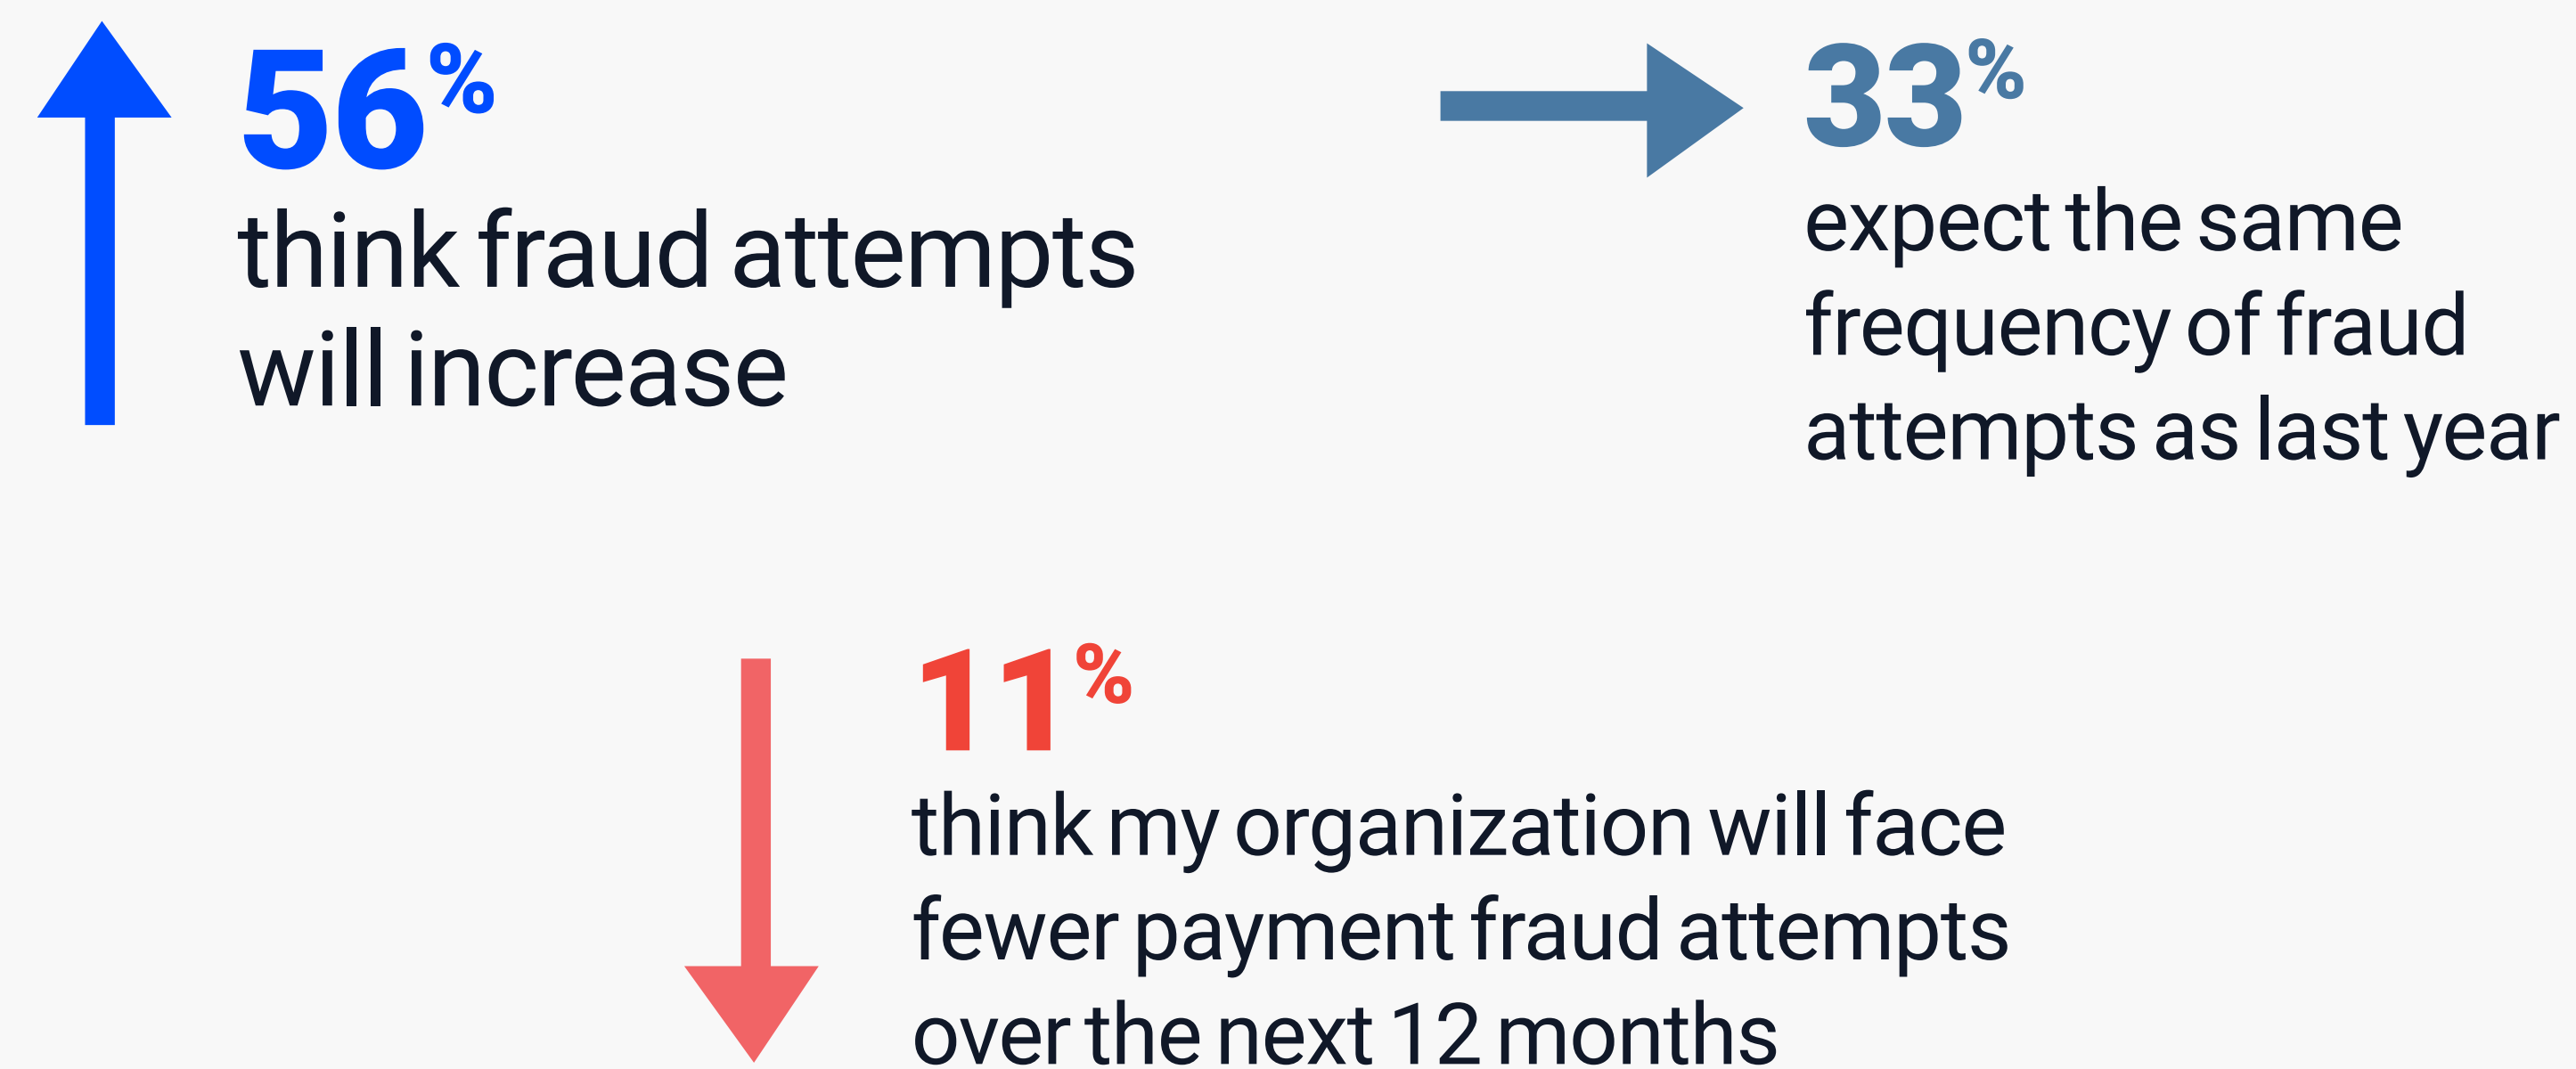 56%
think fraud attempts
will increase
33%
expect the same
frequency of fraud
attempts as last year
11%
think my organization will face
fewer payment fraud attempts
over the next 12 months